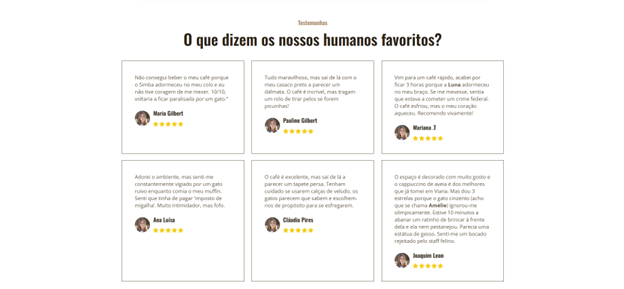 Testemunhos
O que dizem os nossos humanos favoritos?
Não consegui beber o meu café porque
o Simba adormeceu no meu colo e eu
não tive coragem de me mexer. 10/10,
voltaria a ficar paralisada por um gato."
Maria Gilbert
Tudo maravilhoso, mas saí de lá com o
meu casaco preto a parecer um
dálmata. O café é incrível, mas tragam
um rolo de tirar pelos se forem
picuinhas!
Pauline Gilbert
Vim para um café rápido, acabei por
ficar 3 horas porque a Luna adormeceu
no meu braço. Se me mexesse, sentia
que estava a cometer um crime federal.
O café esfriou, mas o meu coração
aqueceu. Recomendo vivamente!
Mariana .T
Adorei o ambiente, mas senti-me
constantemente vigiado por um gato
ruivo enquanto comia o meu muffin.
Senti que tinha de pagar 'imposto de
migalha'. Muito intimidador, mas fofo.
Ana Luísa
O café é excelente, mas saí de lá a
parecer um tapete persa. Tenham
cuidado se usarem calças de veludo, os
gatos parecem que sabem e escolhem-
nos de propósito para se esfregarem.
Cláudia Pires
O espaço é decorado com muito gosto e
o cappuccino de aveia é dos melhores
que já tomei em Viana. Mas dou 3
estrelas porque o gato cinzento (acho
que se chama Amélie) ignorou-me
olimpicamente. Estive 10 minutos a
abanar um ratinho de brincar à frente
dela e ela nem pestanejou. Parecia uma
estátua de gesso. Senti-me um bocado
rejeitado pelo staff felino.
Joaquim Lean